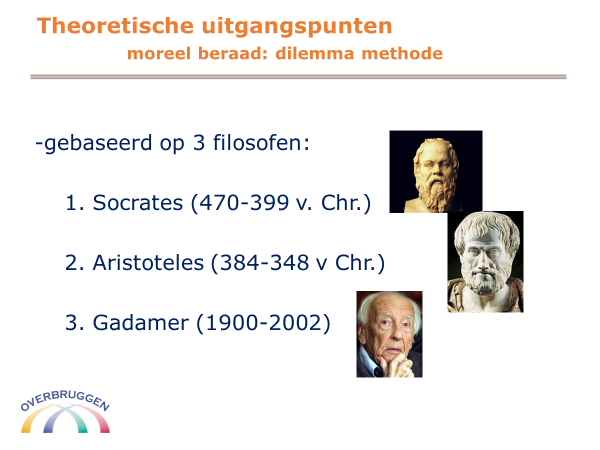 Theoretische uitgangspunten
moreel beraad: dilemma methode
-gebaseerd op 3 filosofen:
1. Socrates (470-399 v. Chr.)
2. Aristoteles (384-348 v Chr.)
3. Gadamer (1900-2002)
OVERBRUGGEN